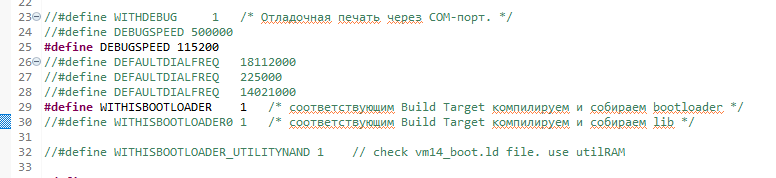 22
23 //#define WITHDEBUG 1 /* Отладочная печать через COM-порт. */
24 //#define DEBUGSPEED 500000
25 #define DEBUGSPEED 115200
26 //#define DEFAULTDIALFREQ 18112000
27 //#define DEFAULTDIALFREQ 225000
28 //#define DEFAULTDIALFREQ 14021000
29 #define WITHISBOOTLOADER 1 /* соответствующим Build Target компилируем и собираем bootloader */
30 //#define WITHISBOOTLOADER0 1 /* соответствующим Build Target компилируем и собираем lib */
31
32 //#define WITHISBOOTLOADER_UTILITYNAND 1 // check vm14_boot.ld file. use utilRAM
33